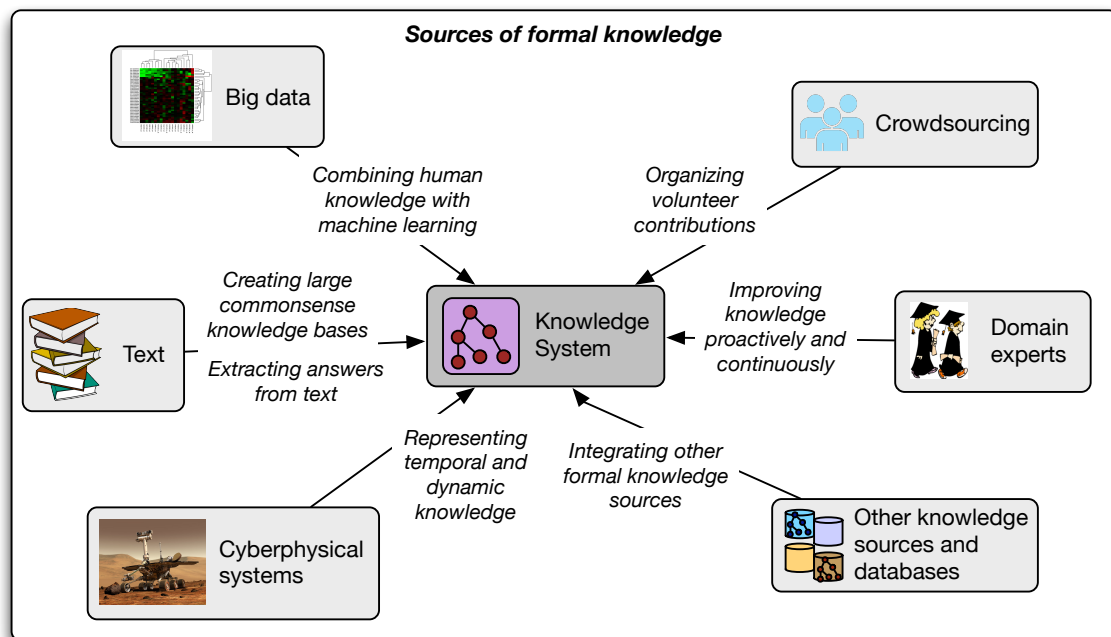 Sources of formal knowledge
Big data
Crowdsourcing
Combining human
knowledge with
machine learning
Organizing
volunteer
contributions
Creating large
commonsense
knowledge bases
Extracting answers
from text
Text
Knowledge
System
Improving
knowledge
proactively and
continuously
Domain
experts
Representing
temporal and
dynamic
knowledge
Integrating other
formal knowledge
sources
Cyberphysical
systems
Other knowledge
sources and
databases